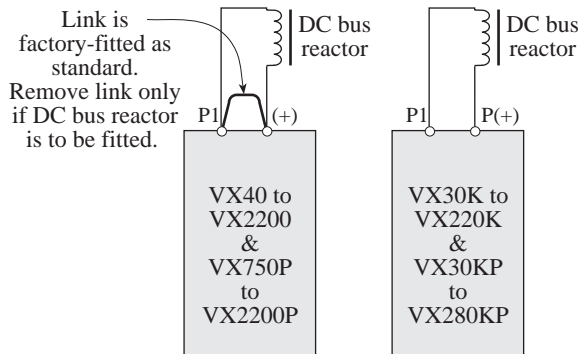 Link is
factory-fitted as
standard.
Remove link only
if DC bus reactor
is to be fitted.
DC bus
reactor
P1
(+)
VX40 to
VX2200
&
VX750P
to
VX2200P
DC bus
reactor
P1
P(+)
VX30K to
VX220K
&
VX30KP
to
VX280KP